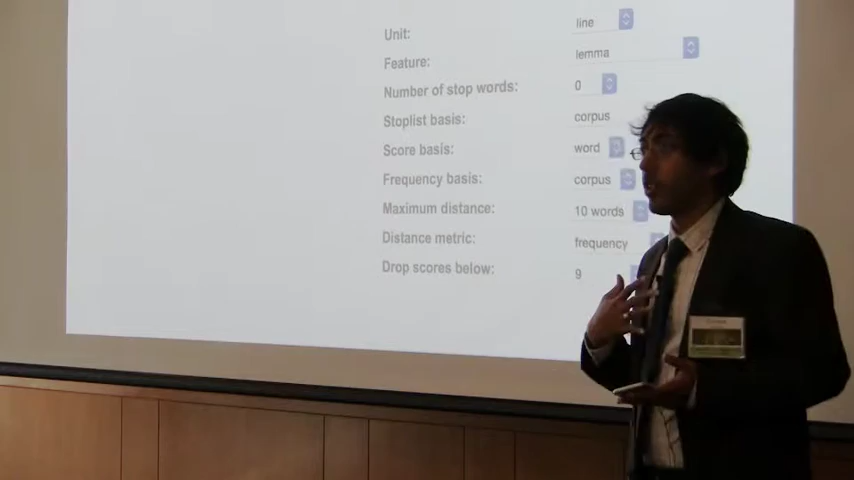 Unit: line
Feature: lemma
Number of stop words: 0
Stoplist basis: corpus
Score basis: word
Frequency basis: corpus
Maximum distance: 10 words
Distance metric: frequency
Drop scores below: 9